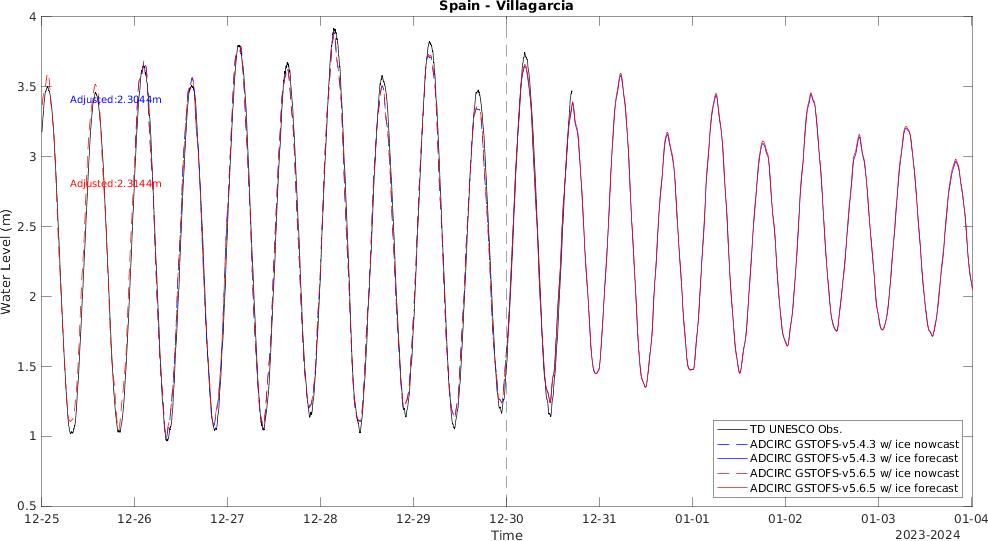 Spain - Villagarcia
Water Level (m)
4
3.5
3
2.5
2
1.5
1
0.5
Adjusted:2.3044m
Adjusted:2.3144m
TD UNESCO Obs.
ADCIRC GSTOFS-v5.4.3 w/ ice nowcast
ADCIRC GSTOFS-v5.4.3 w/ ice forecast
ADCIRC GSTOFS-v5.6.5 w/ ice nowcast
ADCIRC GSTOFS-v5.6.5 w/ ice forecast
12-25 12-26 12-27 12-28 12-29 12-30 12-31 01-01 01-02 01-03 01-04
Time
2023-2024